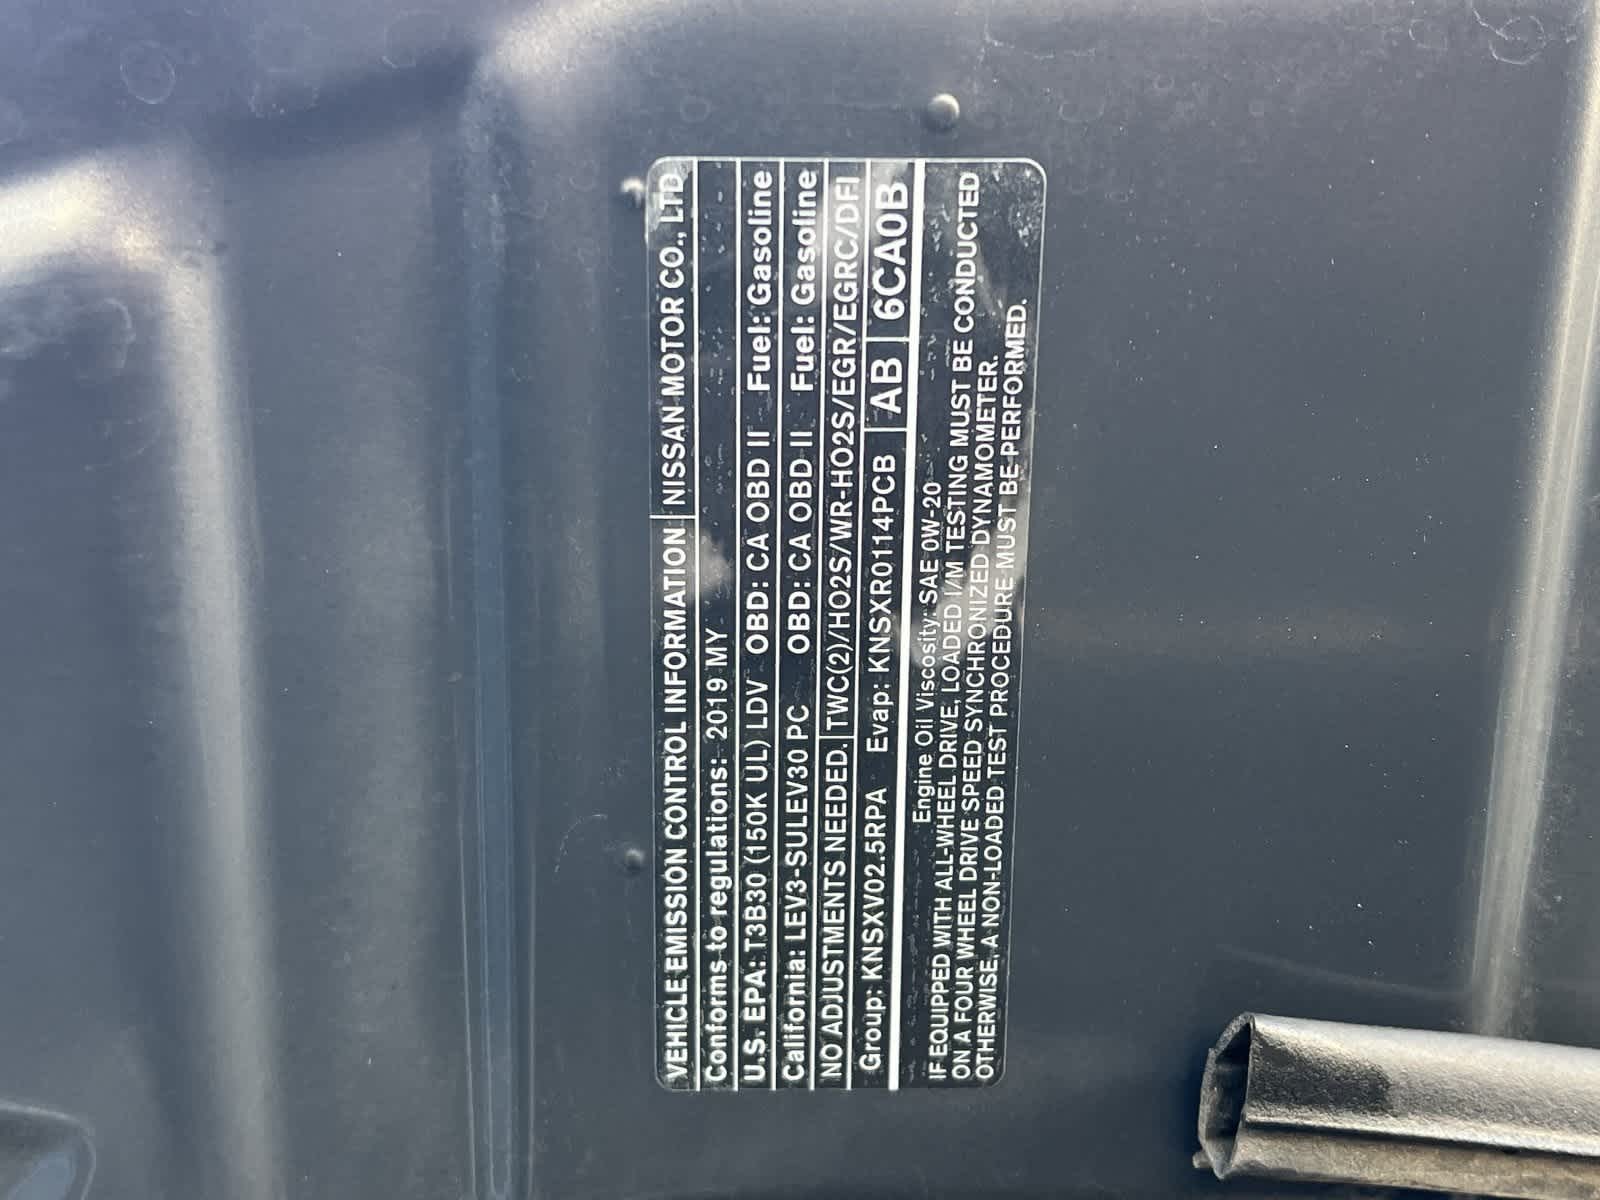 VEHICLE EMISSION CONTROL INFORMATION NISSAN MOTOR CO., LTD
Conforms to regulations: 2019 MY
U.S. EPA: T3B30 (150K UL) LDV OBD: CA OBD II Fuel: Gasoline
California: LEV3-SULEV30 PC OBD: CA OBD II Fuel: Gasoline
NO ADJUSTMENTS NEEDED. TWC(2)/HO2S/WR-HO2S/EGR/EGRC/DFI
Group: KNSXV02.5RPA Evap: KNSXR0114PCB AB 6CA0B
Engine Oil Viscosity: SAE 0W-20
IF EQUIPPED WITH ALL-WHEEL DRIVE, LOADED I/M TESTING MUST BE CONDUCTED
ON A FOUR WHEEL DRIVE SPEED SYNCHRONIZED DYNAMOMETER.
OTHERWISE, A NON-LOADED TEST PROCEDURE MUST BE PERFORMED.